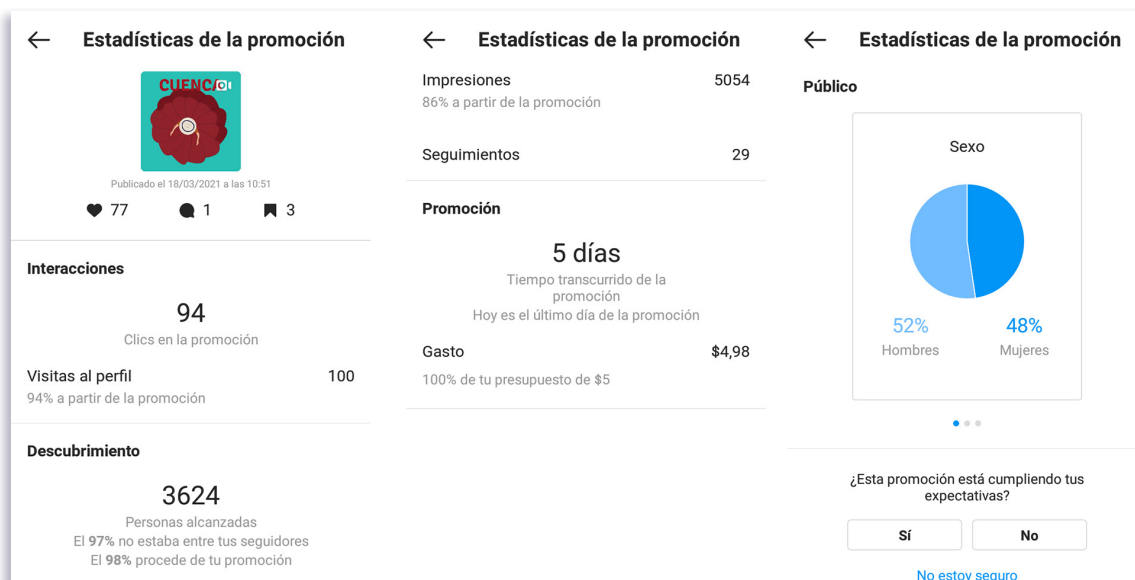 Estadísticas de la promoción
CUENCA
Publicado el 18/03/2021 a las 10:51
77 1 3
Interacciones
94
Clics en la promoción
Visitas al perfil 100
94% a partir de la promoción
Descubrimiento
3624
Personas alcanzadas
El 97% no estaba entre tus seguidores
El 98% procede de tu promoción
Estadísticas de la promoción
Impresiones 5054
86% a partir de la promoción
Seguimientos 29
Promoción
5 días
Tiempo transcurrido de la
promoción
Hoy es el último día de la promoción
Gasto $4,98
100% de tu presupuesto de $5
Estadísticas de la promoción
Público
Sexo
52% 48%
Hombres Mujeres
¿Esta promoción está cumpliendo tus
expectativas?
Sí No
No estoy seguro